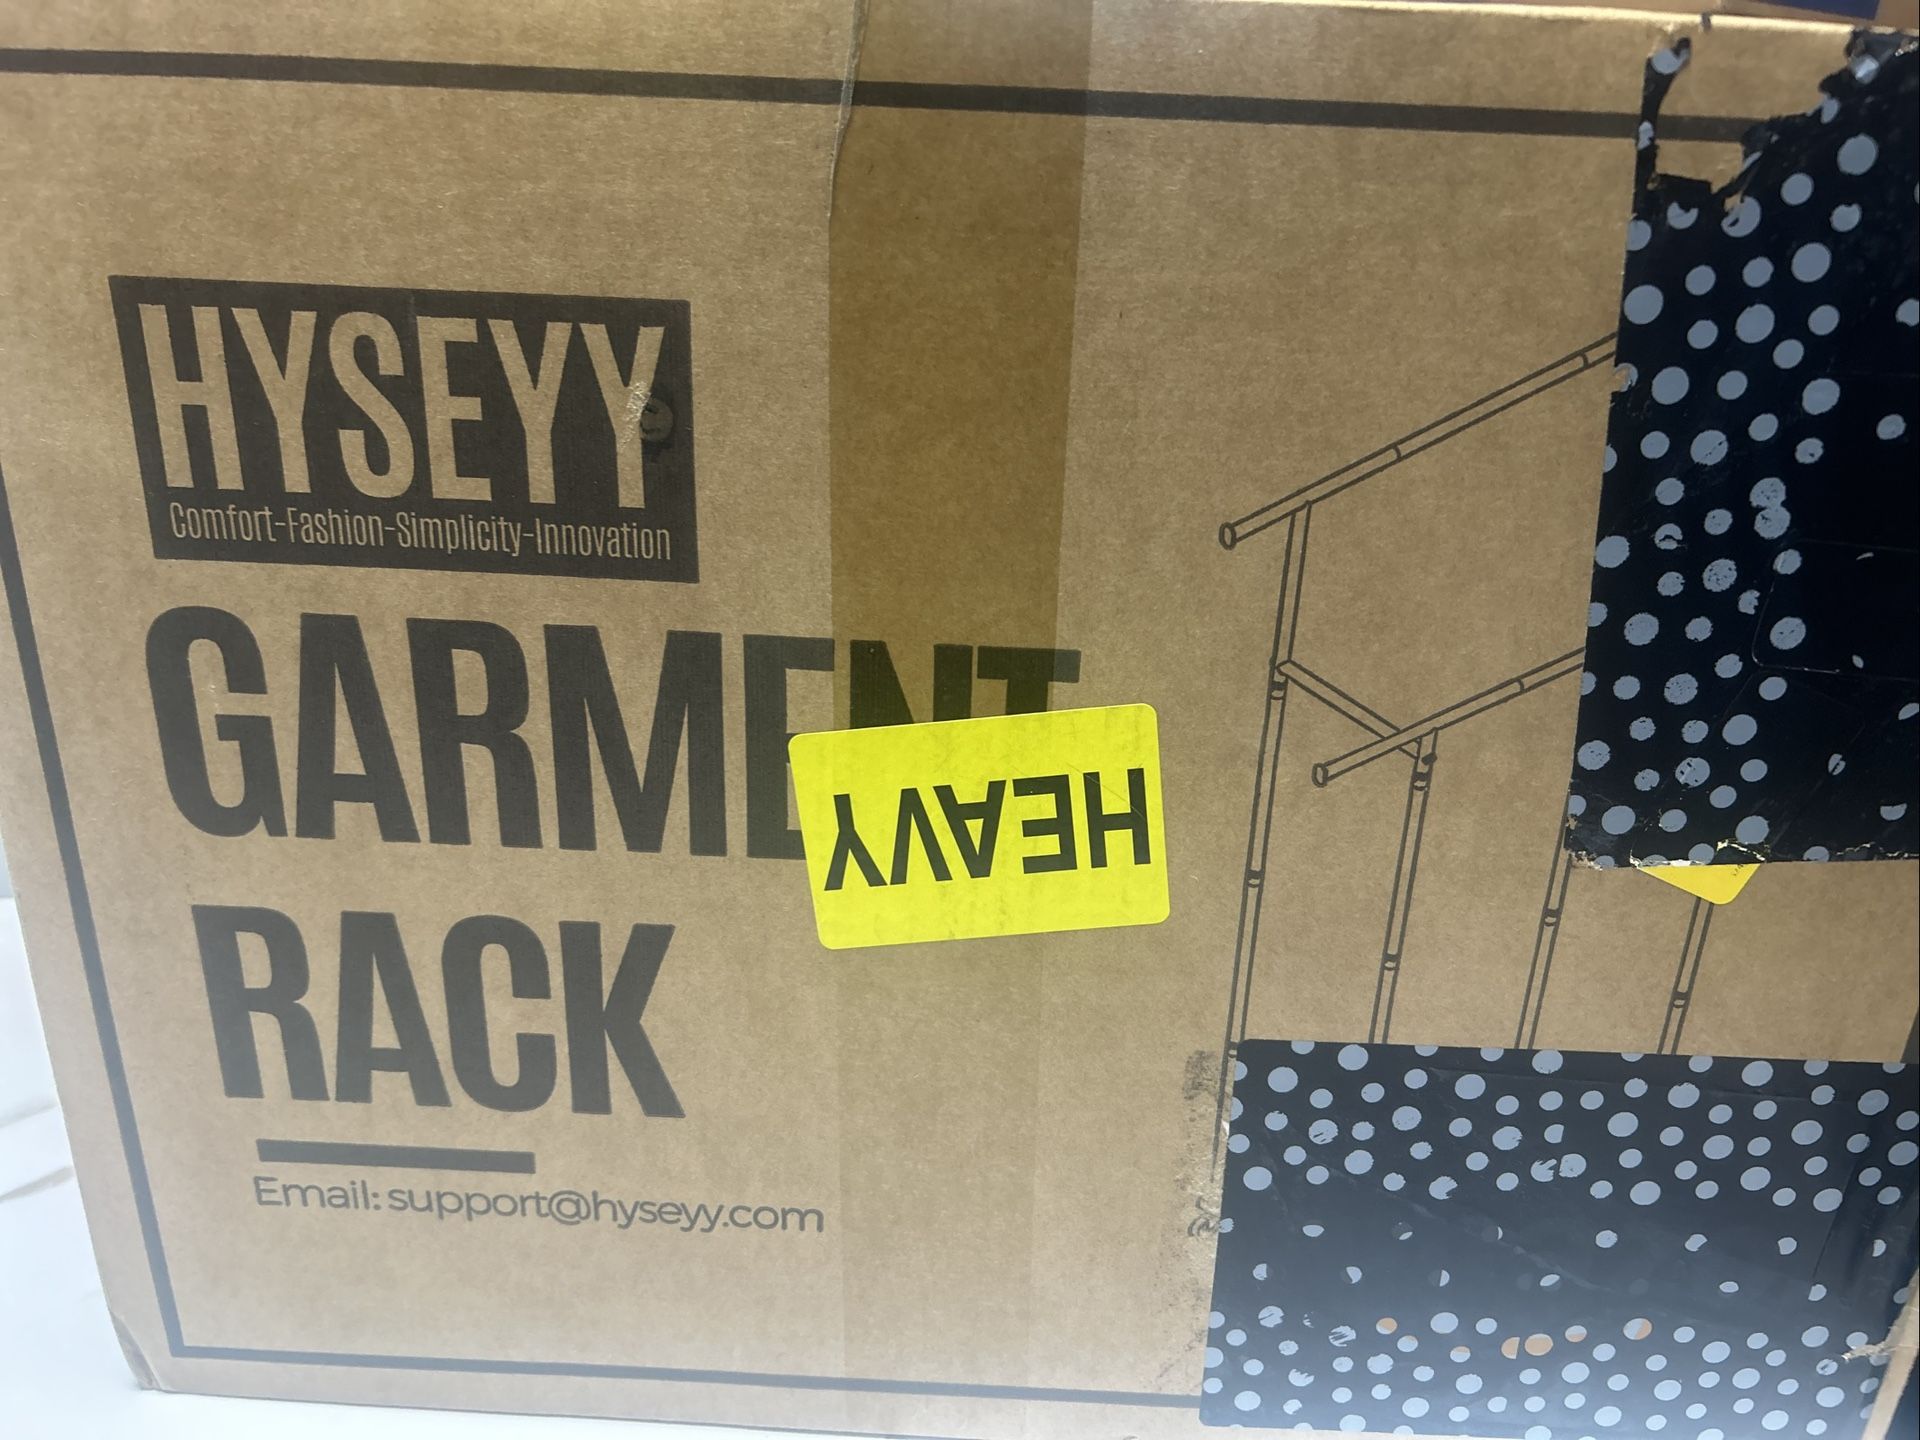 HYSEYY
Comfort-Fashion-Simplicity-Innovation
GARMENT
HEAVY
RACK
Email: support@hyseyy.com